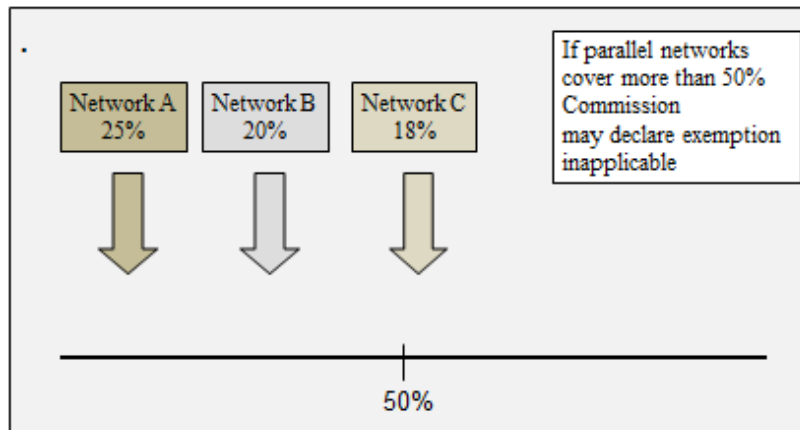 If parallel networks
cover more than 50%
Commission
may declare exemption
inapplicable
Network A
25%
Network B
20%
Network C
18%
50%